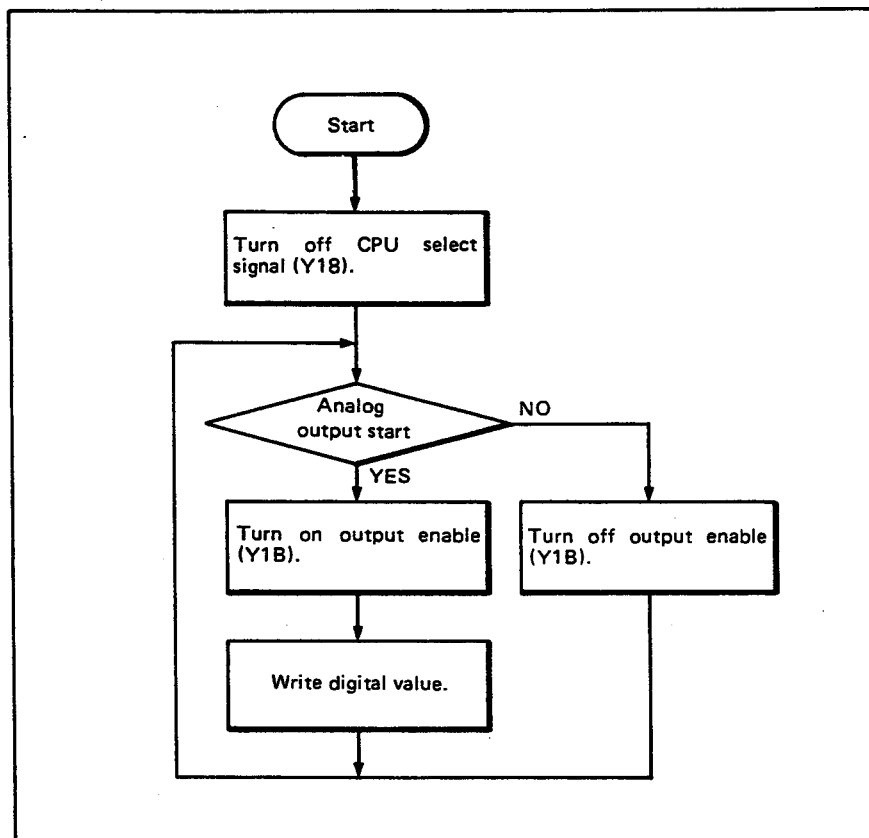 Start
Turn off CPU select
signal (Y18).
Analog
output start
NO
YES
Turn on output enable
(Y1B).
Turn off output enable
(Y1B).
Write digital value.